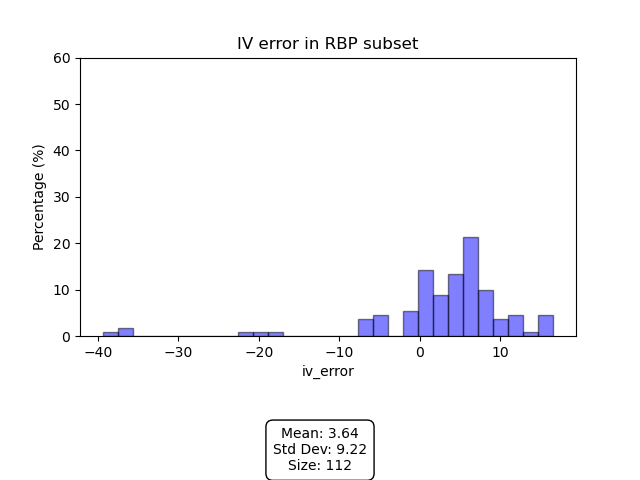 IV error in RBP subset
60
50
40
30
20
10
0
Percentage (%)
−40 −30 −20 −10 0 10
iv_error
Mean: 3.64
Std Dev: 9.22
Size: 112